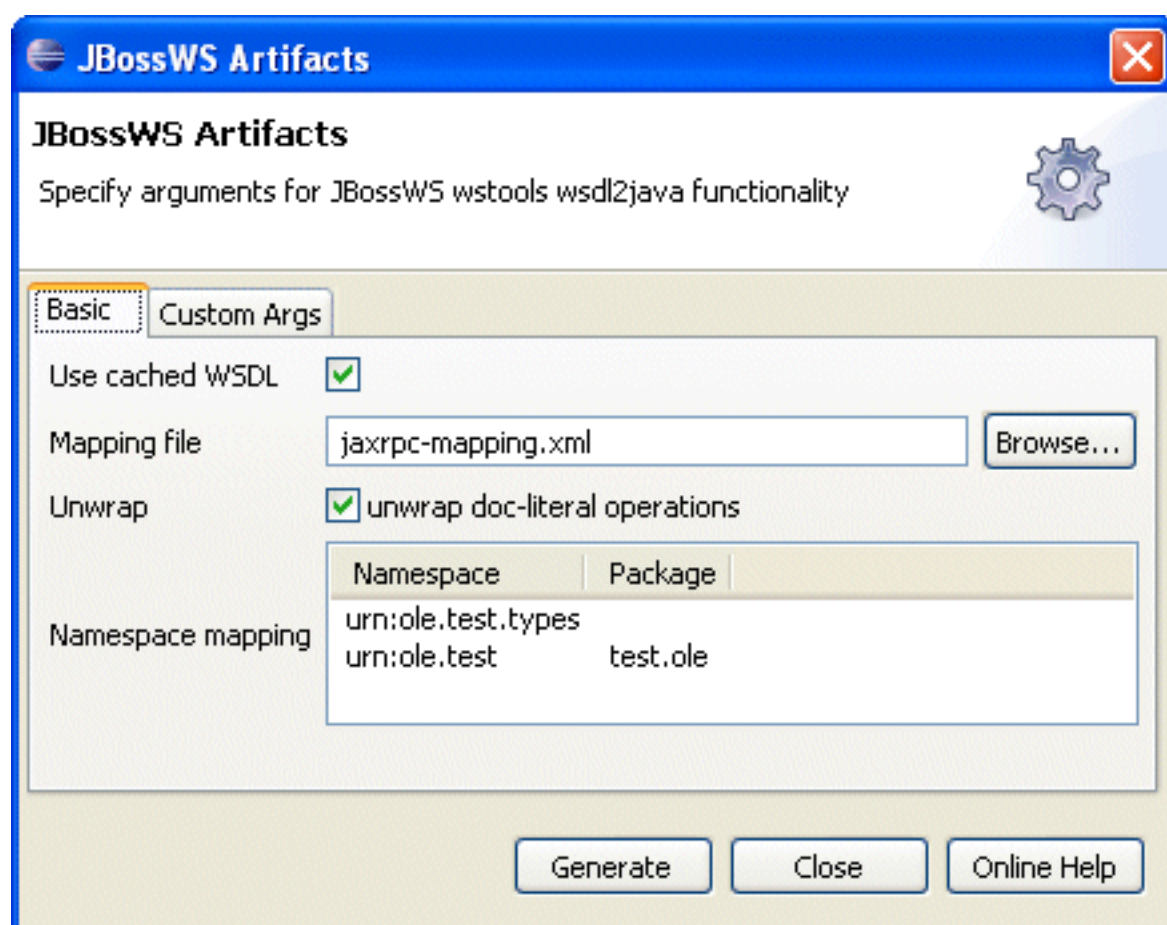 JBossWS Artifacts
JBossWS Artifacts
Specify arguments for JBossWS wstools wsdl2java functionality
Basic Custom Args
Use cached WSDL
Mapping file jaxrpc-mapping.xml Browse...
Unwrap unwrap doc-literal operations
Namespace Package
urn:ole.test.types
Namespace mapping
urn:ole.test test.ole
Generate Close Online Help